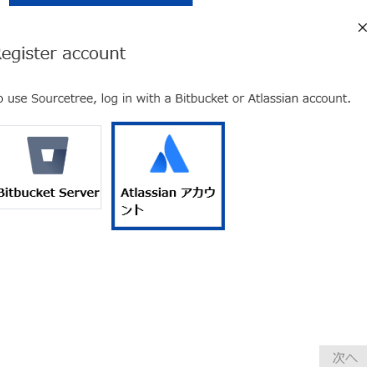 egister account
use Sourcetree, log in with a Bitbucket or Atlassian account.
Bitbucket Server
Atlassian アカウ
ント
次へ